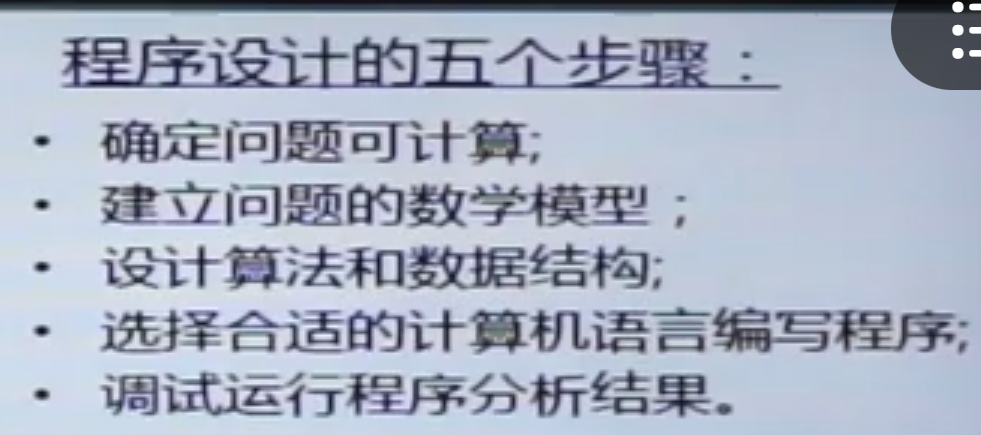 程序设计的五个步骤：
• 确定问题可计算;
• 建立问题的数学模型；
• 设计算法和数据结构;
• 选择合适的计算机语言编写程序;
• 调试运行程序分析结果。